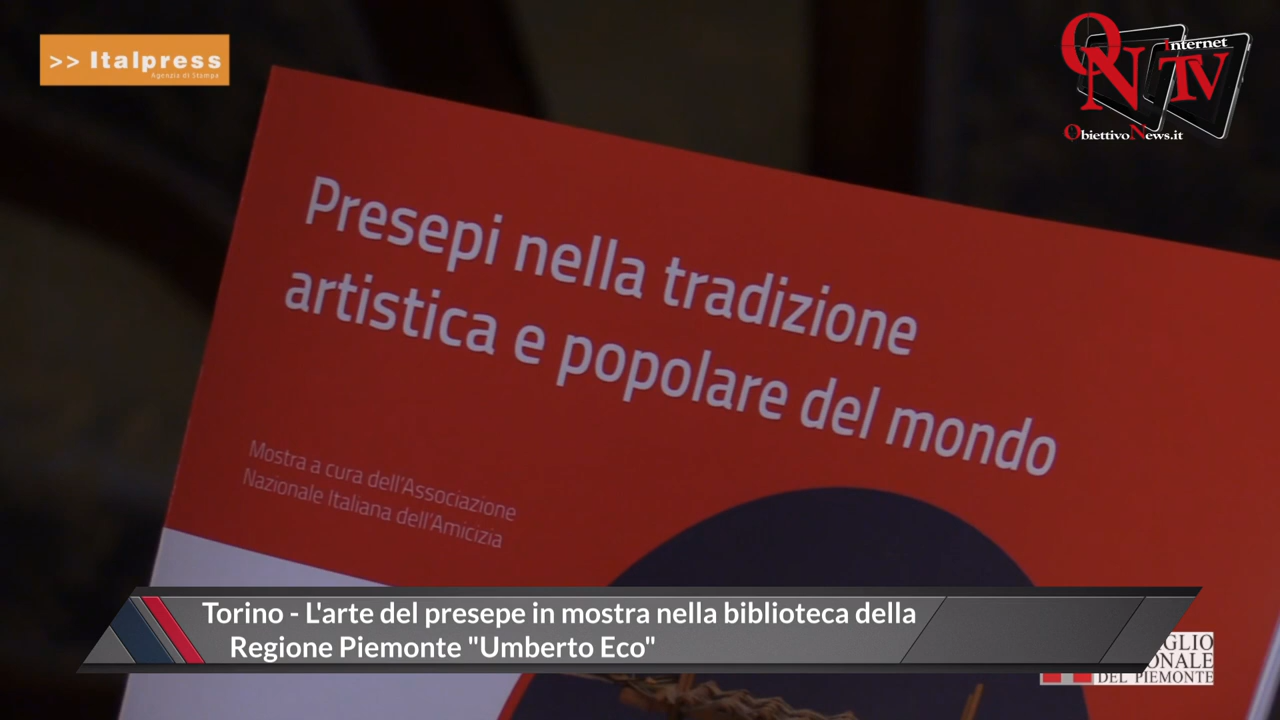 >> Italpress
Agenzia di Stampa
ON
Internet
TV
ObiettivoNews.it
Presepi nella tradizione
artistica e popolare del mondo
Mostra a cura dell'Associazione
Nazionale Italiana dell'Amicizia
Torino - L'arte del presepe in mostra nella biblioteca della
Regione Piemonte "Umberto Eco"
DEL PIEMONTE